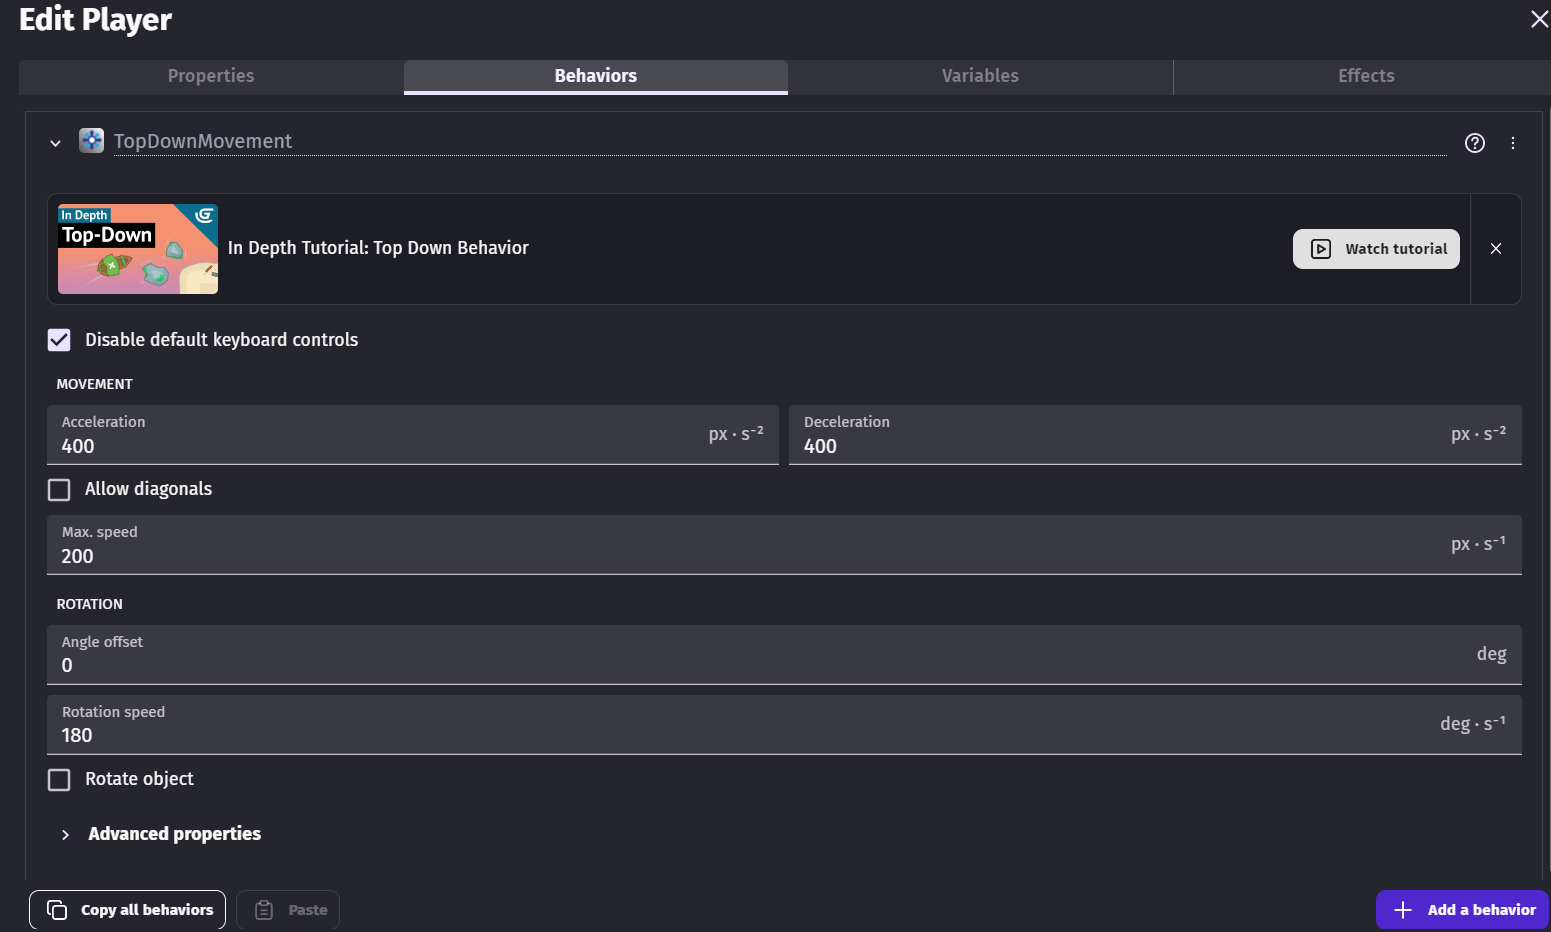 Edit Player
Properties
Behaviors
Variables
Effects
TopDownMovement
In Depth
Top-Down
In Depth Tutorial: Top Down Behavior
Watch tutorial
Disable default keyboard controls
MOVEMENT
Acceleration
400
px · s⁻²
Deceleration
400
px · s⁻²
Allow diagonals
Max. speed
200
px · s⁻¹
ROTATION
Angle offset
0
deg
Rotation speed
180
deg · s⁻¹
Rotate object
Advanced properties
Copy all behaviors
Paste
Add a behavior